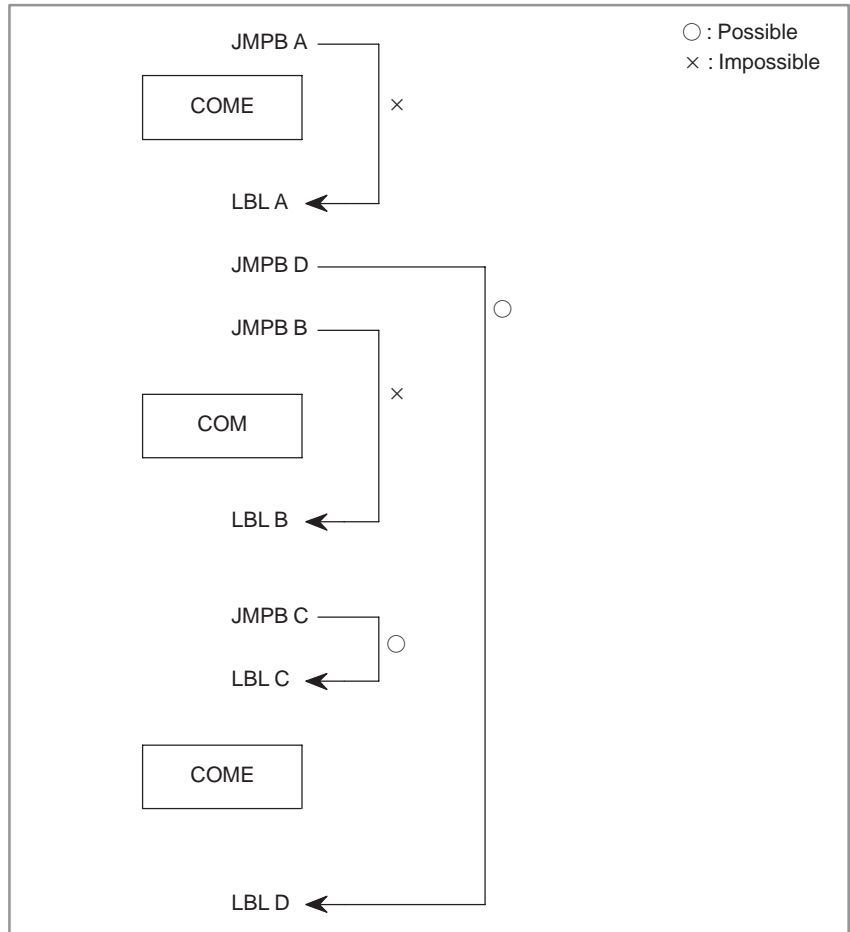 JMPB A
○ : Possible
× : Impossible
COME
×
LBL A
JMPB D
○
JMPB B
×
COM
LBL B
JMPB C
○
LBL C
COME
LBL D